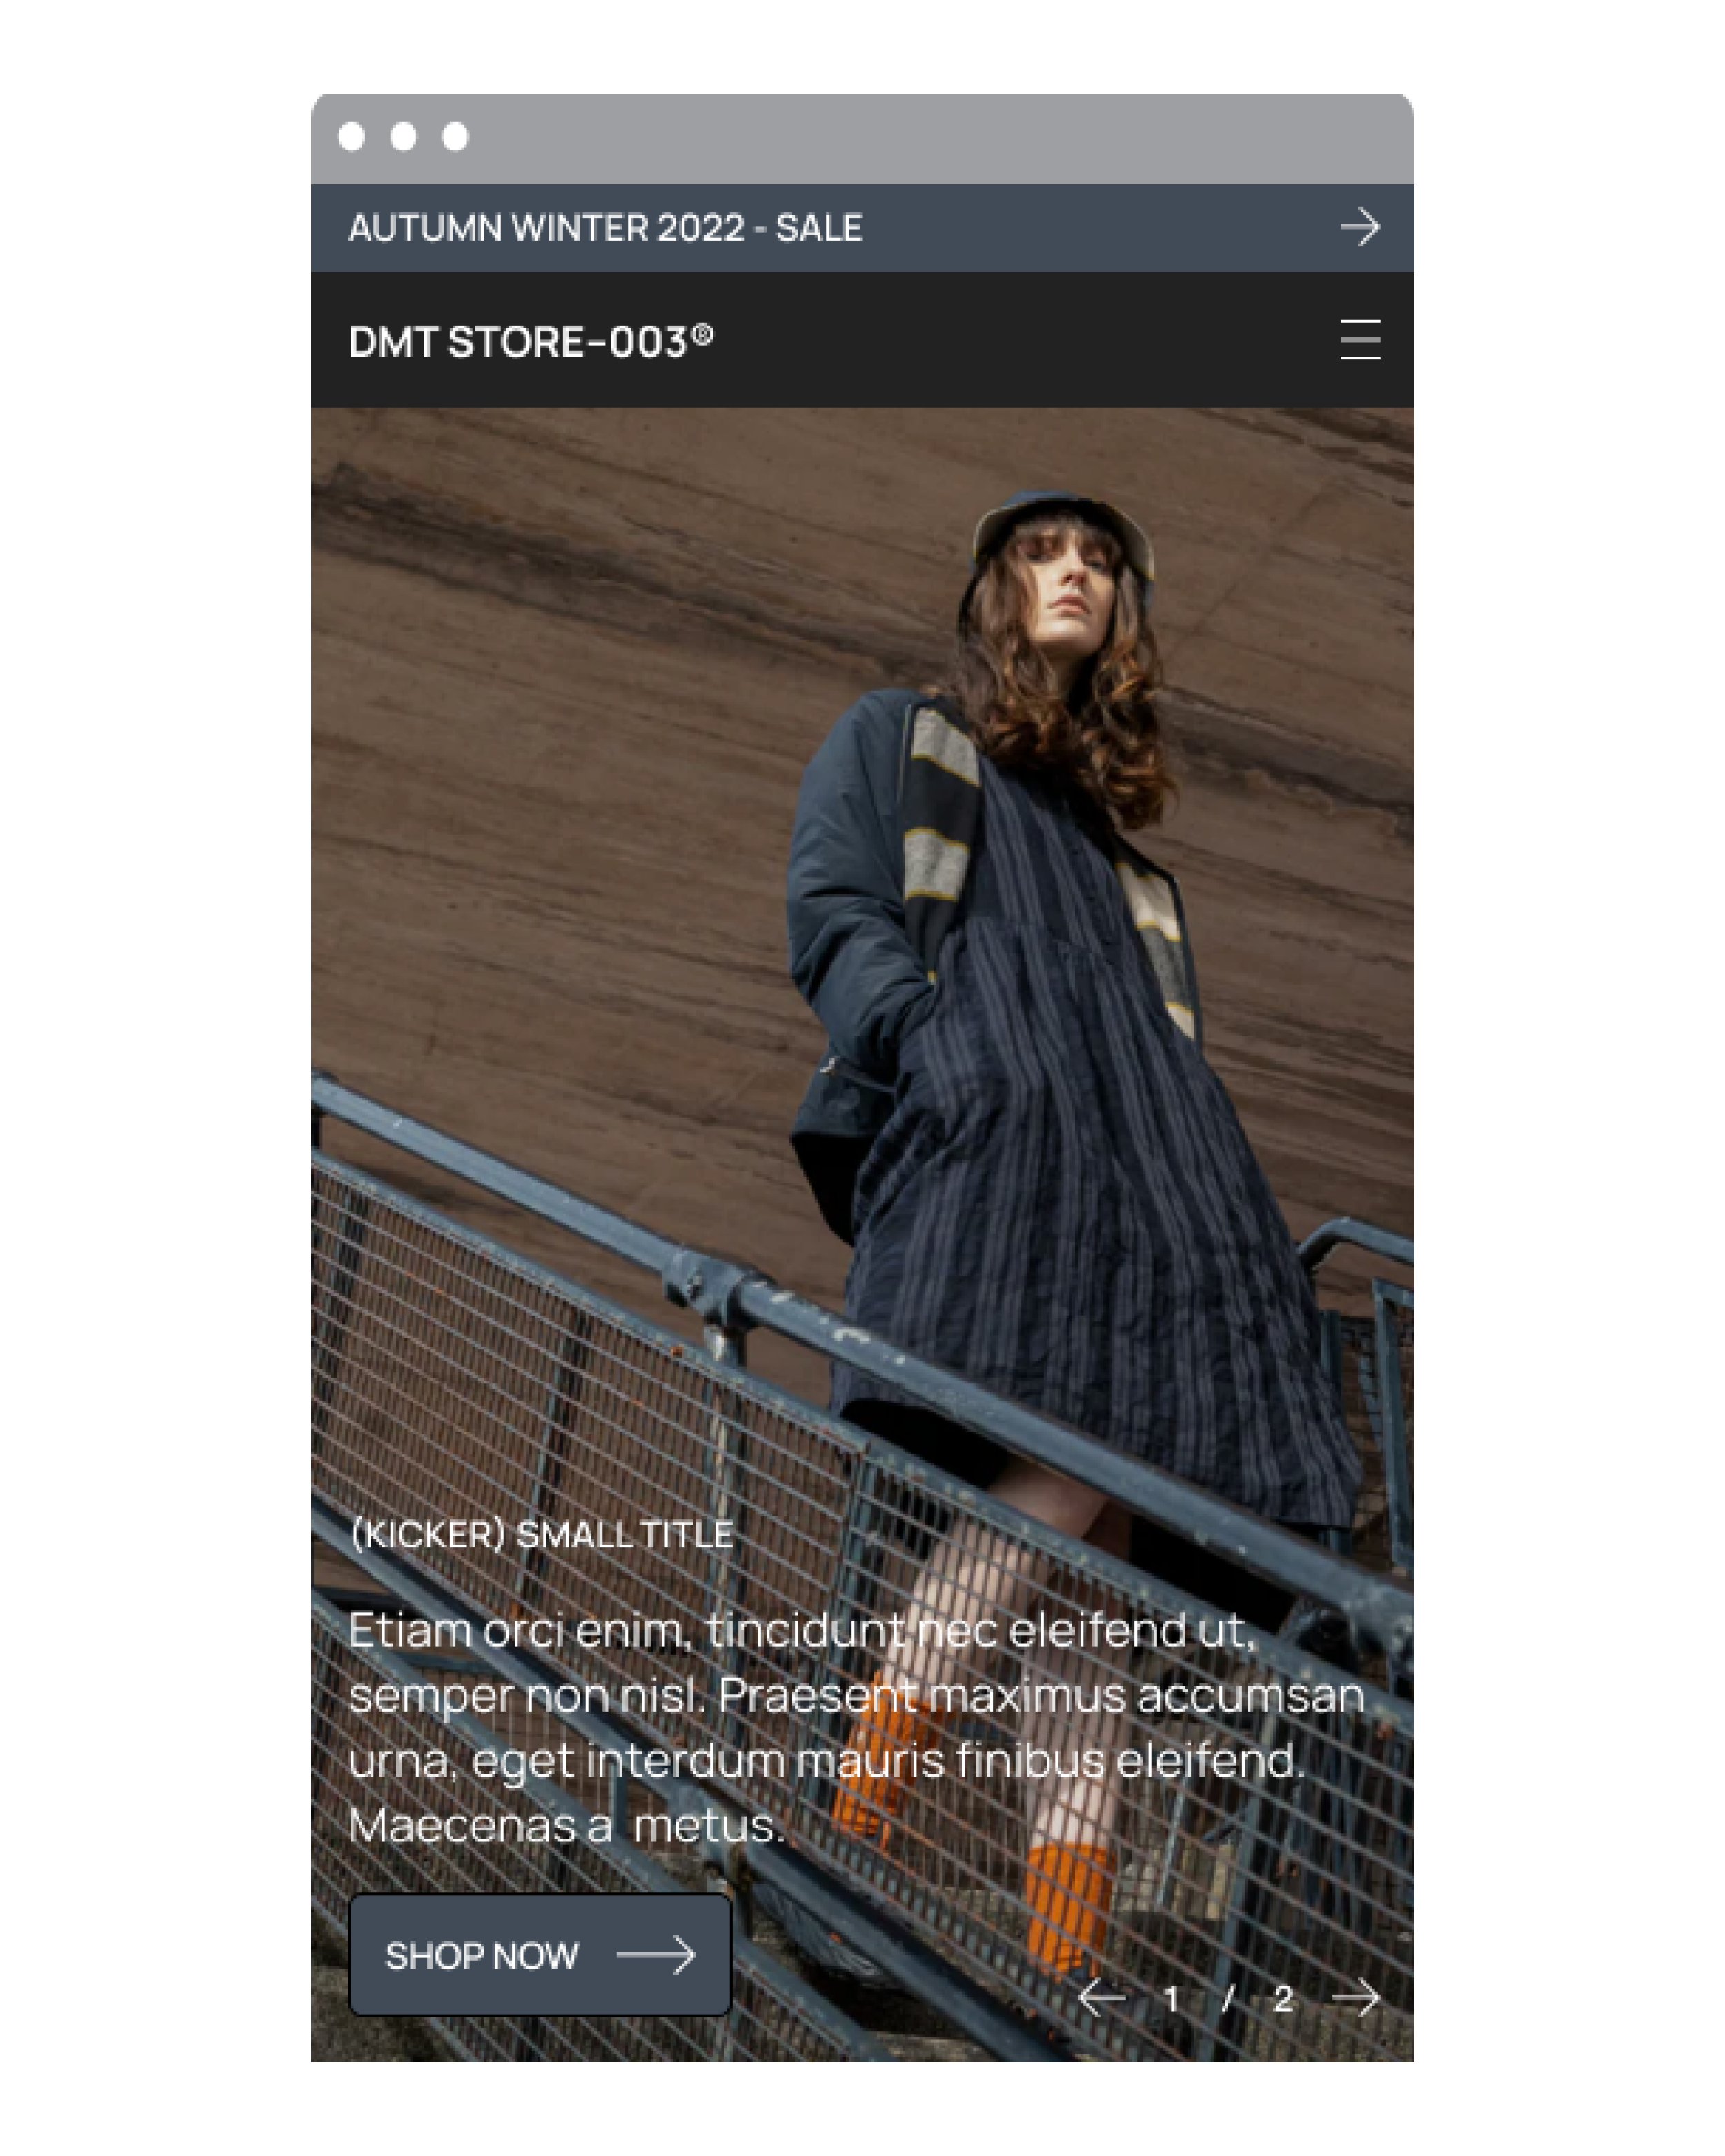 AUTUMN WINTER 2022 - SALE
DMT STORE–003®
(KICKER) SMALL TITLE
Etiam orci enim, tincidunt nec eleifend ut,
semper non nisl. Praesent maximus accumsan
urna, eget interdum mauris finibus eleifend.
Maecenas a  metus.
SHOP NOW
1 / 2